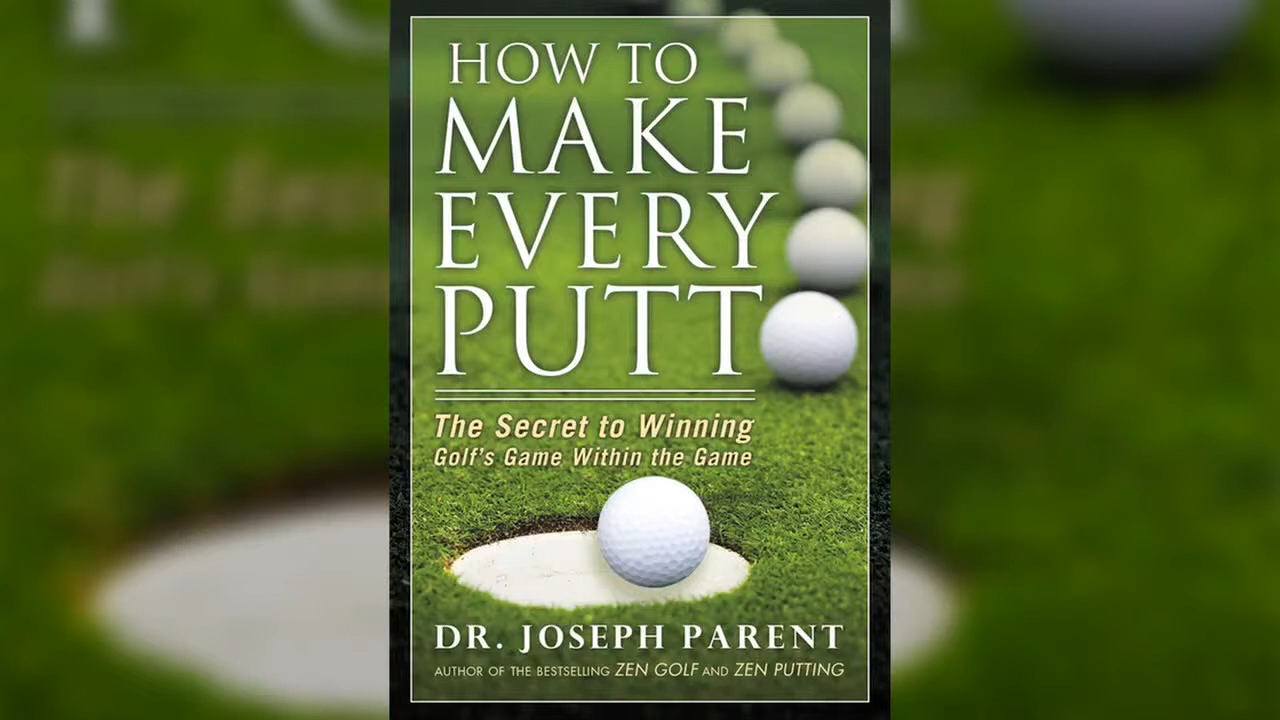 HOW TO
MAKE
EVERY
PUTT
The Secret to Winning
Golf's Game Within the Game
DR. JOSEPH PARENT
AUTHOR OF THE BESTSELLING ZEN GOLF AND ZEN PUTTING